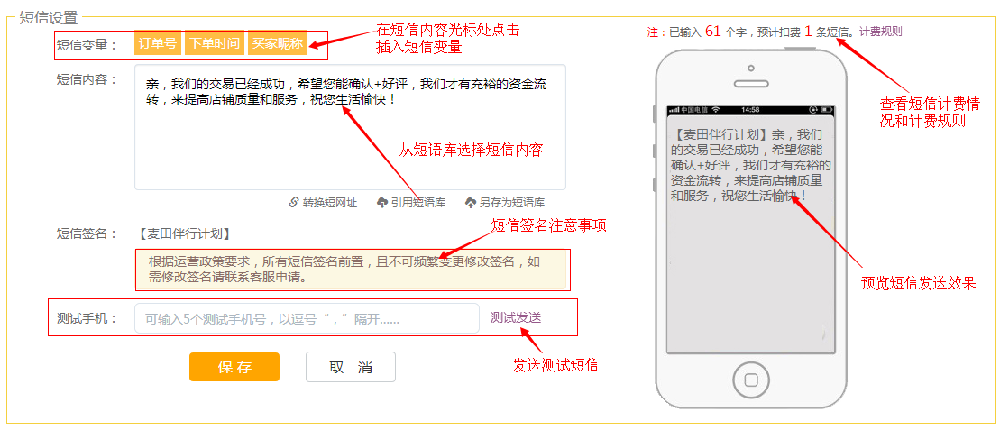 短信设置
短信变量：
订单号 下单时间 买家昵称
在短信内容光标处点击
插入短信变量
短信内容：
亲，我们的交易已经成功，希望您能确认+好评，我们才有充裕的资金流
转，来提高店铺质量和服务，祝您生活愉快！
从短语库选择短信内容
转换短网址 引用短语库 另存为短语库
短信签名：
【麦田伴行计划】
短信签名注意事项
根据运营政策要求，所有短信签名前置，且不可频繁变更修改签名，如
需修改签名请联系客服申请。
测试手机：
可输入5个测试手机号，以逗号“，”隔开......
测试发送
发送测试短信
保 存
取 消
注：已输入 61 个字，预计扣费 1 条短信。计费规则
查看短信计费情
况和计费规则
中国电信 14:58
【麦田伴行计划】亲，我们
的交易已经成功，希望您能
确认+好评，我们才有充裕的
资金流转，来提高店铺质量
和服务，祝您生活愉快！
预览短信发送效果